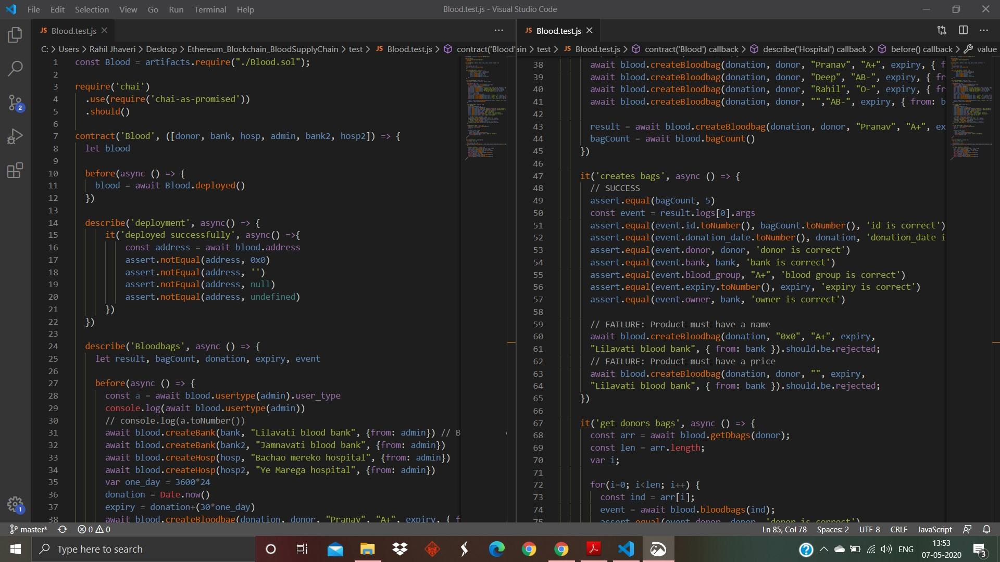 File Edit Selection View Go Run Terminal Help
Blood.test.js - Visual Studio Code
JS Blood.test.js
C: > Users > Rahil Jhaveri > Desktop > Ethereum_Blockchain_BloodSupplyChain > test > JS Blood.test.js > contract('Blood'
1 const Blood = artifacts.require("./Blood.sol");
2
3 require('chai')
4 .use(require('chai-as-promised'))
5 .should()
6
7 contract('Blood', ([donor, bank, hosp, admin, bank2, hosp2]) => {
8 let blood
9
10 before(async () => {
11 blood = await Blood.deployed()
12 })
13
14 describe('deployment', async() => {
15 it('deployed successfully', async() =>{
16 const address = await blood.address
17 assert.notEqual(address, 0x0)
18 assert.notEqual(address, '')
19 assert.notEqual(address, null)
20 assert.notEqual(address, undefined)
21 })
22 })
23
24 describe('Bloodbags', async () => {
25 let result, bagCount, donation, expiry, event
26
27 before(async () => {
28 const a = await blood.usertype(admin).user_type
29 console.log(await blood.usertype(admin))
30 // console.log(a.toNumber())
31 await blood.createBank(bank, "Lilavati blood bank", {from: admin}) // B
32 await blood.createBank(bank2, "Jamnavati blood bank", {from: admin})
33 await blood.createHosp(hosp, "Bachao mereko hospital", {from: admin})
34 await blood.createHosp(hosp2, "Ye Marega hospital", {from: admin})
35 var one_day = 3600*24
36 donation = Date.now()
37 expiry = donation+(30*one_day)
38 await blood.createBloodbag(donation, donor, "Pranav", "A+", expiry, { f
JS Blood.test.js
ain > test > JS Blood.test.js > contract('Blood') callback > describe('Hospital') callback > before() callback > value
38 await blood.createBloodbag(donation, donor, "Pranav", "A+", expiry, { f
39 await blood.createBloodbag(donation, donor, "Deep", "AB-", expiry, { fr
40 await blood.createBloodbag(donation, donor, "Rahil", "O-", expiry, { fr
41 await blood.createBloodbag(donation, donor, "","AB-", expiry, { from: b
42
43 result = await blood.createBloodbag(donation, donor, "Pranav", "A+", ex
44 bagCount = await blood.bagCount()
45 })
46
47 it('creates bags', async () => {
48 // SUCCESS
49 assert.equal(bagCount, 5)
50 const event = result.logs[0].args
51 assert.equal(event.id.toNumber(), bagCount.toNumber(), 'id is correct')
52 assert.equal(event.donation_date.toNumber(), donation, 'donation_date i
53 assert.equal(event.donor, donor, 'donor is correct')
54 assert.equal(event.bank, bank, 'bank is correct')
55 assert.equal(event.blood_group, "A+", 'blood group is correct')
56 assert.equal(event.expiry.toNumber(), expiry, 'expiry is correct')
57 assert.equal(event.owner, bank, 'owner is correct')
58
59 // FAILURE: Product must have a name
60 await blood.createBloodbag(donation, "0x0", "A+", expiry,
61 "Lilavati blood bank", { from: bank }).should.be.rejected;
62 // FAILURE: Product must have a price
63 await blood.createBloodbag(donation, donor, "", expiry,
64 "Lilavati blood bank", { from: bank }).should.be.rejected;
65 })
66
67 it('get donors bags', async () => {
68 const arr = await blood.getDbags(donor);
69 const len = arr.length;
70 var i;
71
72 for(i=0; i<len; i++) {
73 const ind = arr[i];
74 event = await blood.bloodbags(ind);
75 assert.equal(event.donor, donor, 'donor is correct')
2
1
master* 0 0
Ln 85, Col 78 Spaces: 2 UTF-8 CRLF JavaScript
Type here to search
ENG
13:53
07-05-2020
3